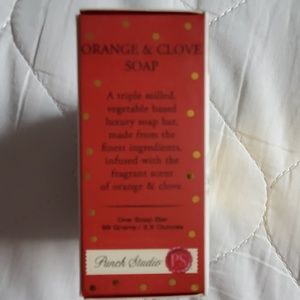 ORANGE & CLOVE
SOAP
A triple milled,
vegetable based
luxury soap bar,
made from the
finest ingredients,
infused with the
fragrant scent
of orange & clove.
One Soap Bar
99 Grams / 3.5 Ounces
Punch Studio
PS